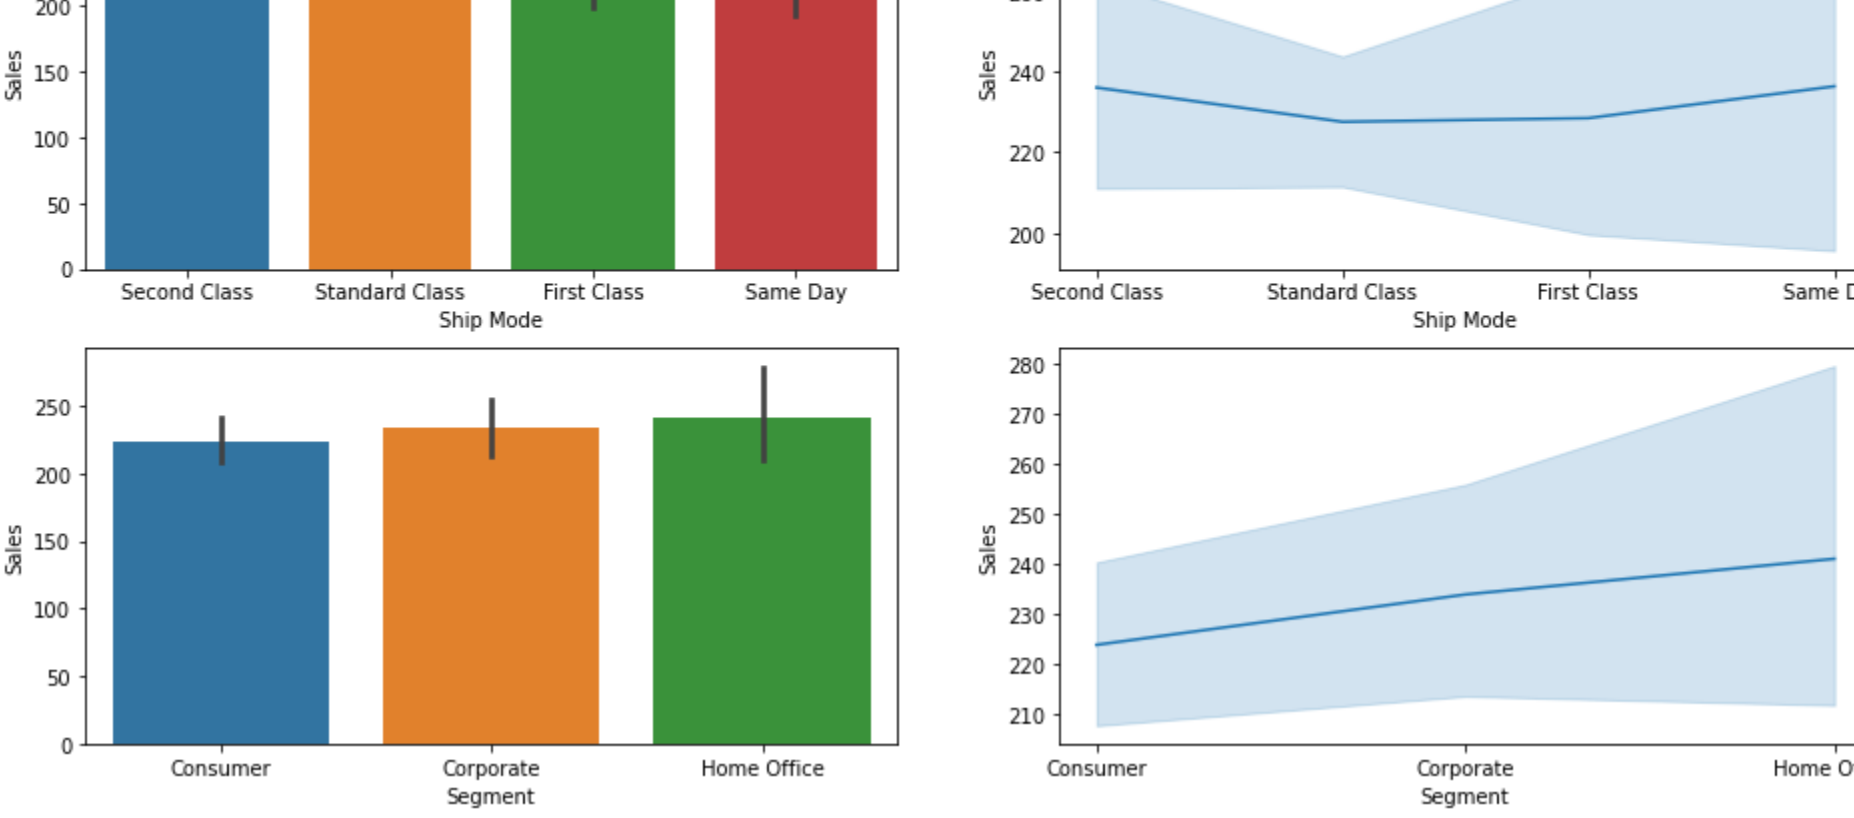 200
150
100
50
0
Sales
Second Class Standard Class First Class Same Day
Ship Mode
240
220
200
Sales
Second Class Standard Class First Class Same
Ship Mode
250
200
150
100
50
0
Sales
Consumer Corporate Home Office
Segment
280
270
260
250
240
230
220
210
Sales
Consumer Corporate Home
Segment